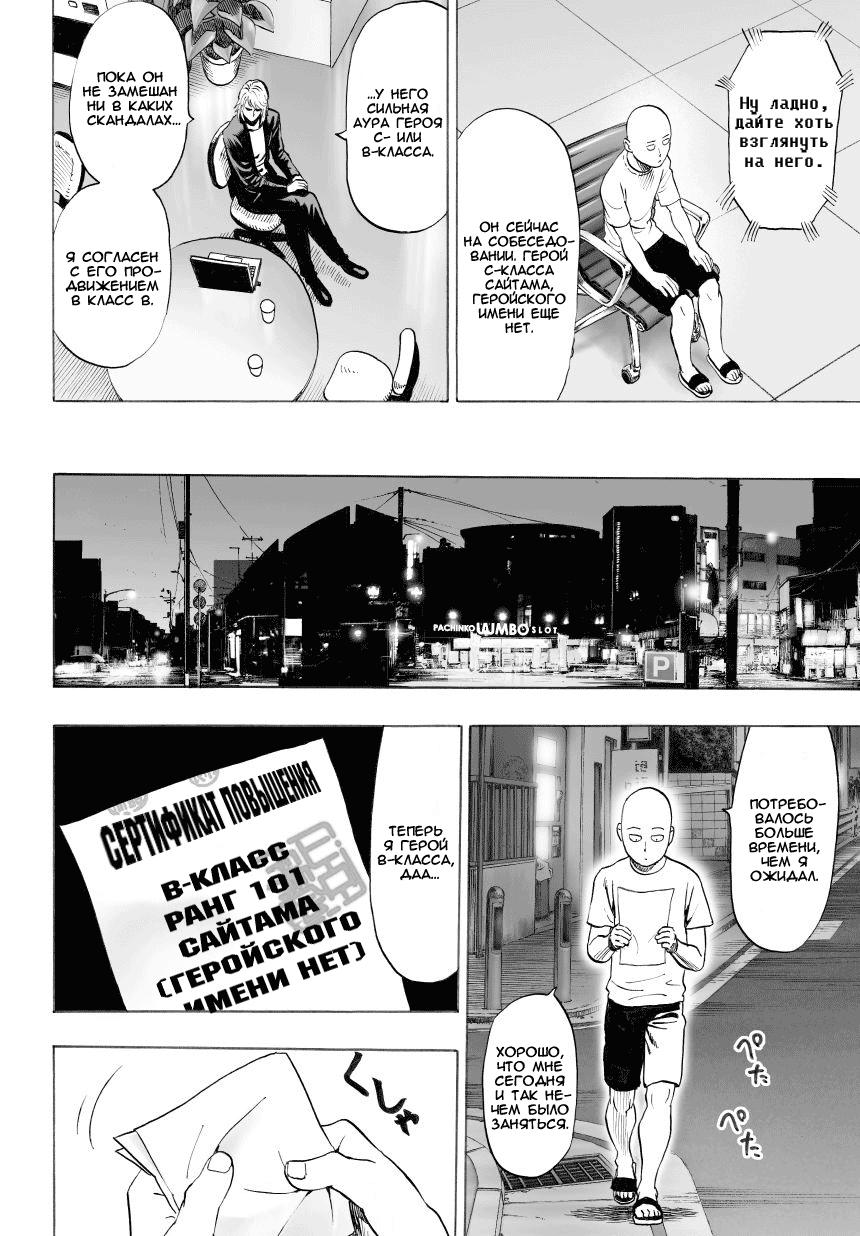 Ну ладно,
дайте хоть
взглянуть
на него.
ОН СЕЙЧАС
НА СОБЕСЕДО-
ВАНИИ. ГЕРОЙ
С-КЛАССА
САЙТАМА,
ГЕРОЙСКОГО
ИМЕНИ ЕЩЕ
НЕТ.
...У НЕГО
СИЛЬНАЯ
АУРА ГЕРОЯ
С- ИЛИ
В-КЛАССА.
ПОКА ОН
НЕ ЗАМЕШАН
НИ В КАКИХ
СКАНДАЛАХ...
Я СОГЛАСЕН
С ЕГО ПРО-
ДВИЖЕНИЕМ
В КЛАСС В.
PACHINKO JUMBO SLOT
P
ПОТРЕБО-
ВАЛОСЬ
БОЛЬШЕ
ВРЕМЕНИ,
ЧЕМ Я
ОЖИДАЛ.
ХОРОШО,
ЧТО МНЕ
СЕГОДНЯ
И ТАК НЕ-
ЧЕМ БЫЛО
ЗАНЯТЬСЯ.
ぺた
ぺた
ТЕПЕРЬ
Я ГЕРОЙ
В-КЛАССА,
ДАА...
СЕРТИФИКАТ ПОВЫШЕНИЯ
В-КЛАСС
РАНГ 101
САЙТАМА
(ГЕРОЙСКОГО
ИМЕНИ НЕТ)
くしゃ